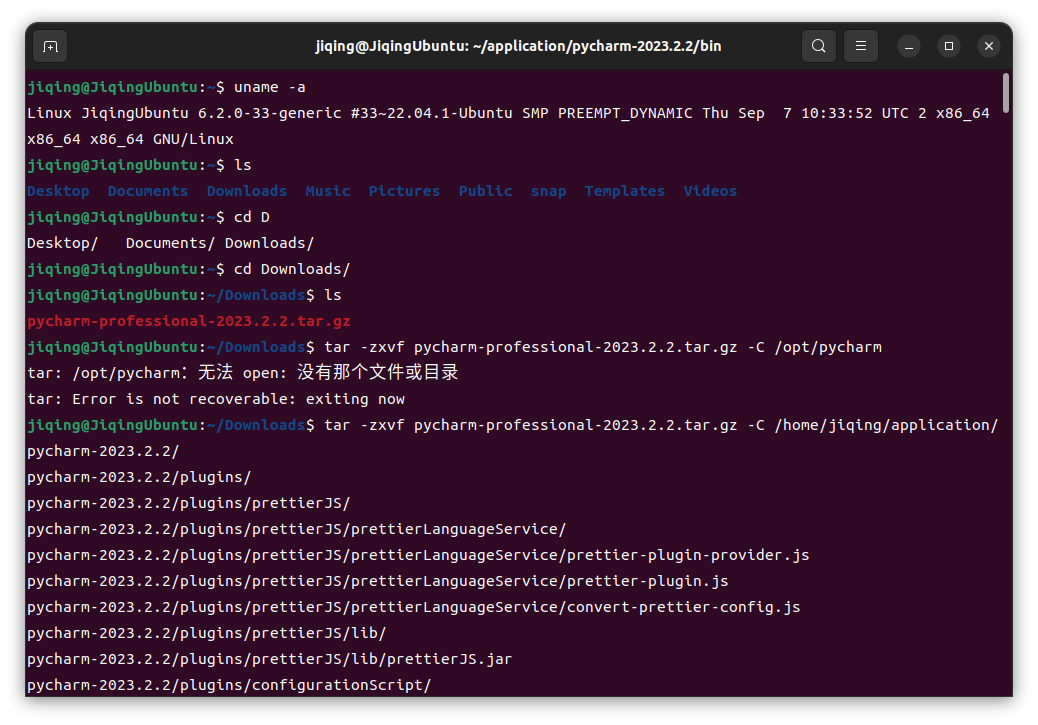 jiqing@JiqingUbuntu: ~/application/pycharm-2023.2.2/bin
jiqing@JiqingUbuntu:~$ uname -a
Linux JiqingUbuntu 6.2.0-33-generic #33~22.04.1-Ubuntu SMP PREEMPT_DYNAMIC Thu Sep  7 10:33:52 UTC 2 x86_64
x86_64 x86_64 GNU/Linux
jiqing@JiqingUbuntu:~$ ls
Desktop  Documents  Downloads  Music  Pictures  Public  snap  Templates  Videos
jiqing@JiqingUbuntu:~$ cd D
Desktop/   Documents/ Downloads/
jiqing@JiqingUbuntu:~$ cd Downloads/
jiqing@JiqingUbuntu:~/Downloads$ ls
pycharm-professional-2023.2.2.tar.gz
jiqing@JiqingUbuntu:~/Downloads$ tar -zxvf pycharm-professional-2023.2.2.tar.gz -C /opt/pycharm
tar: /opt/pycharm：无法 open: 没有那个文件或目录
tar: Error is not recoverable: exiting now
jiqing@JiqingUbuntu:~/Downloads$ tar -zxvf pycharm-professional-2023.2.2.tar.gz -C /home/jiqing/application/
pycharm-2023.2.2/
pycharm-2023.2.2/plugins/
pycharm-2023.2.2/plugins/prettierJS/
pycharm-2023.2.2/plugins/prettierJS/prettierLanguageService/
pycharm-2023.2.2/plugins/prettierJS/prettierLanguageService/prettier-plugin-provider.js
pycharm-2023.2.2/plugins/prettierJS/prettierLanguageService/prettier-plugin.js
pycharm-2023.2.2/plugins/prettierJS/prettierLanguageService/convert-prettier-config.js
pycharm-2023.2.2/plugins/prettierJS/lib/
pycharm-2023.2.2/plugins/prettierJS/lib/prettierJS.jar
pycharm-2023.2.2/plugins/configurationScript/